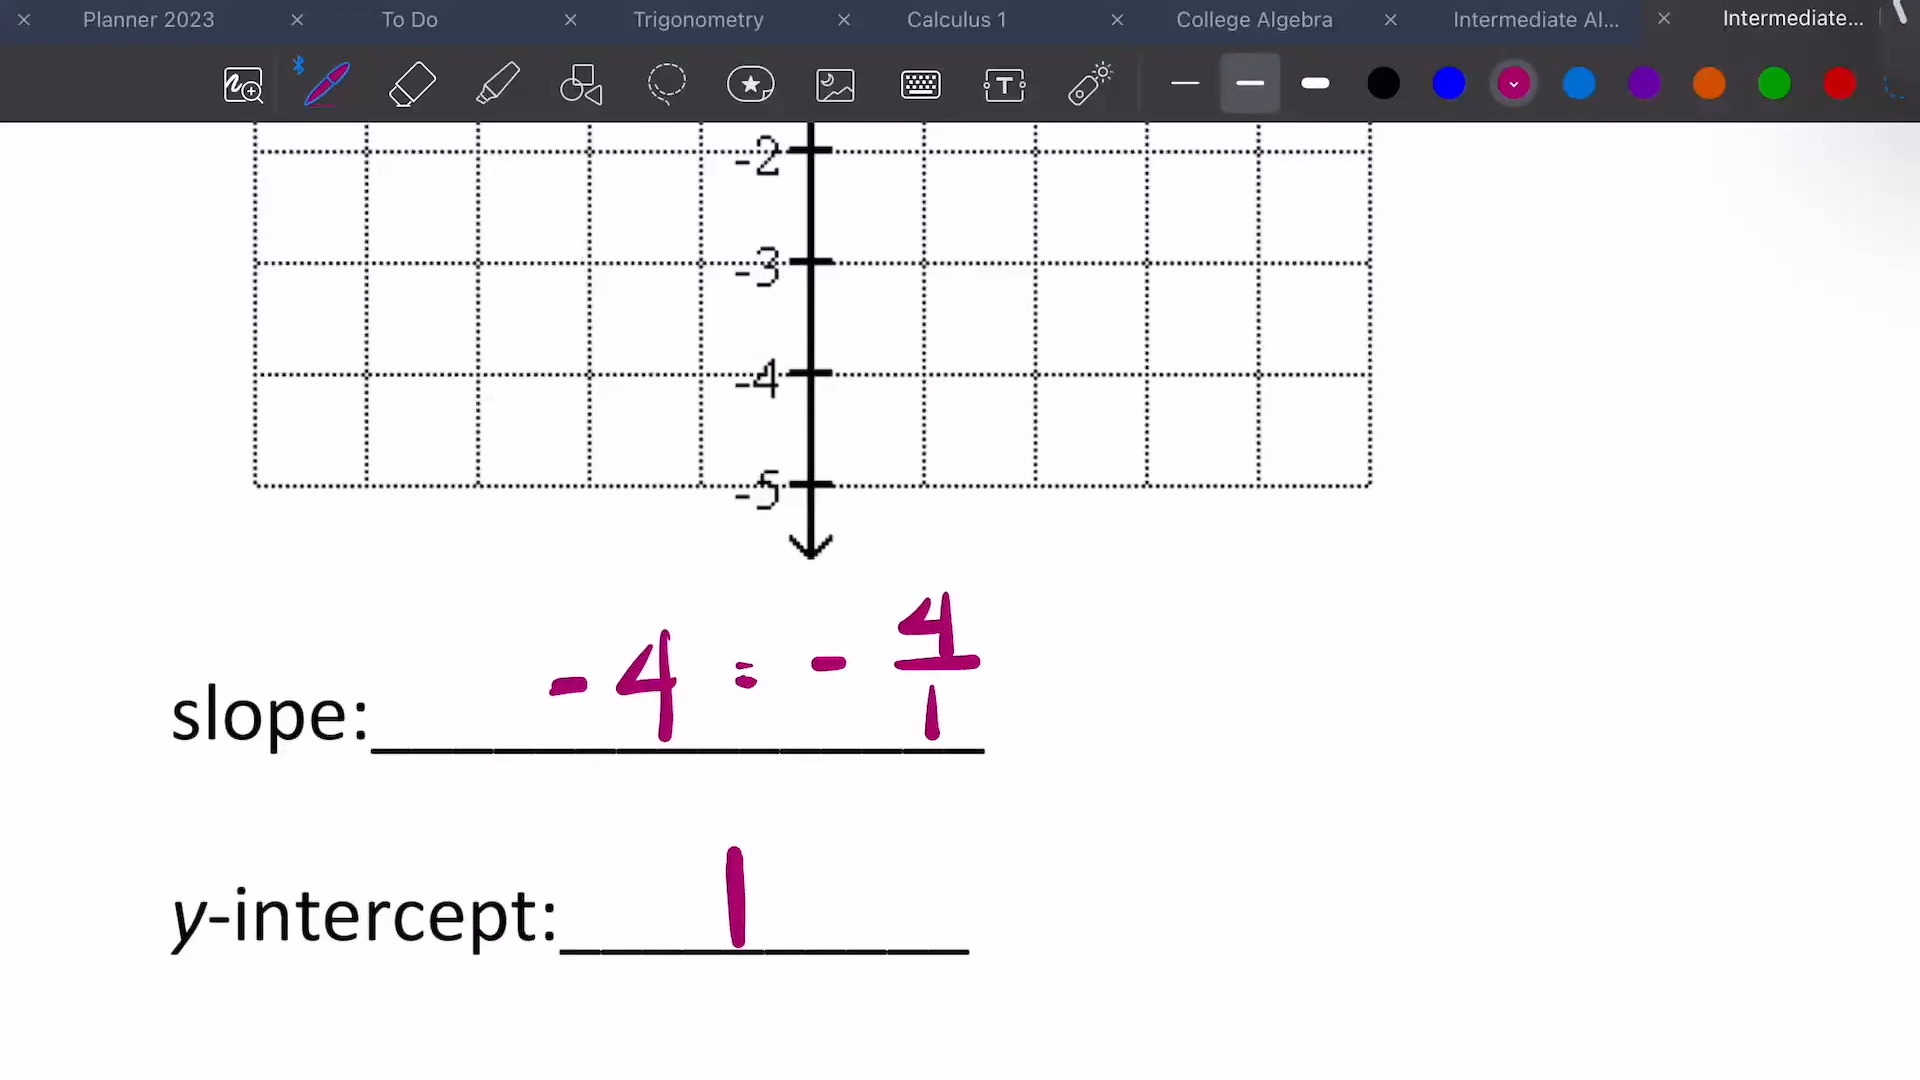 Planner 2023 To Do Trigonometry Calculus 1 College Algebra Intermediate Al... Intermediate...
-2
-3
-4
-5
slope: -4 = - 4/1
y-intercept: 1